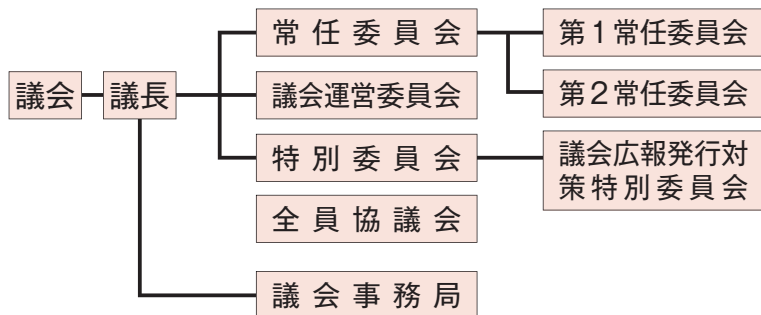 常任委員会
第1常任委員会
議会
議長
議会運営委員会
第2常任委員会
特別委員会
議会広報発行対
策特別委員会
全員協議会
議会事務局